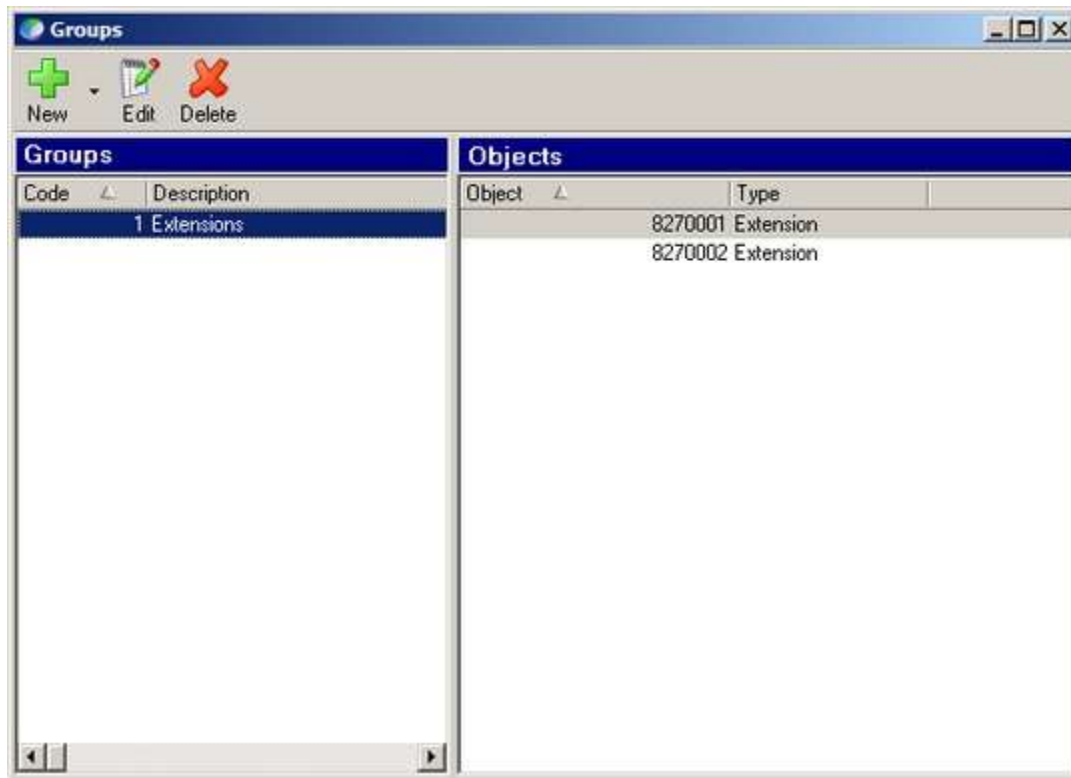 Groups
New Edit Delete
Groups Objects
Code Description Object Type
1 Extensions 8270001 Extension
8270002 Extension